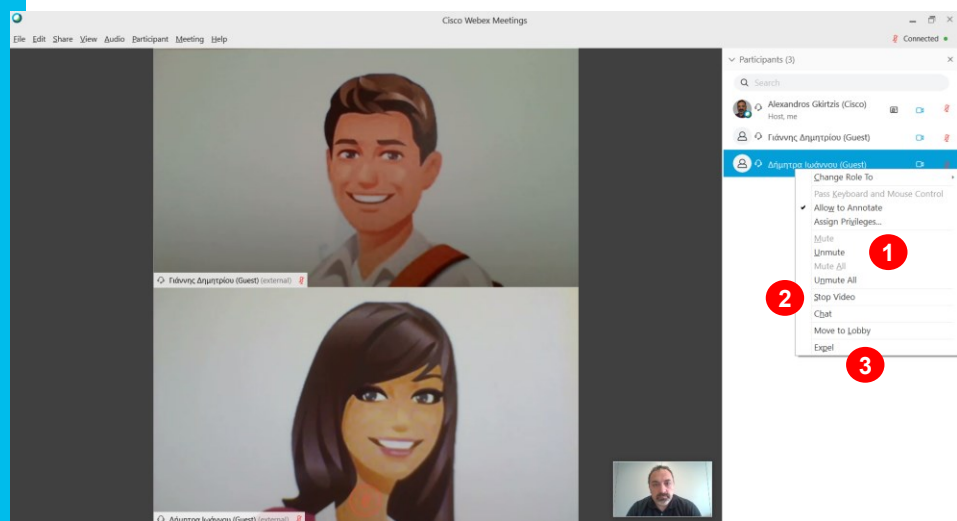 Cisco Webex Meetings
File Edit Share View Audio Participant Meeting Help
Connected
Participants (3)
Search
Alexandros Gkirtzis (Cisco)
Host, me
Γιάννης Δημητρίου (Guest)
Δήμητρα Ιωάννου (Guest)
Change Role To
Pass Keyboard and Mouse Control
Allow to Annotate
Assign Privileges...
Mute
Unmute
1
Mute All
Unmute All
2
Stop Video
Chat
Move to Lobby
Expel
3
Γιάννης Δημητρίου (Guest) (external)
Δήμητρα Ιωάννου (Guest) (external)